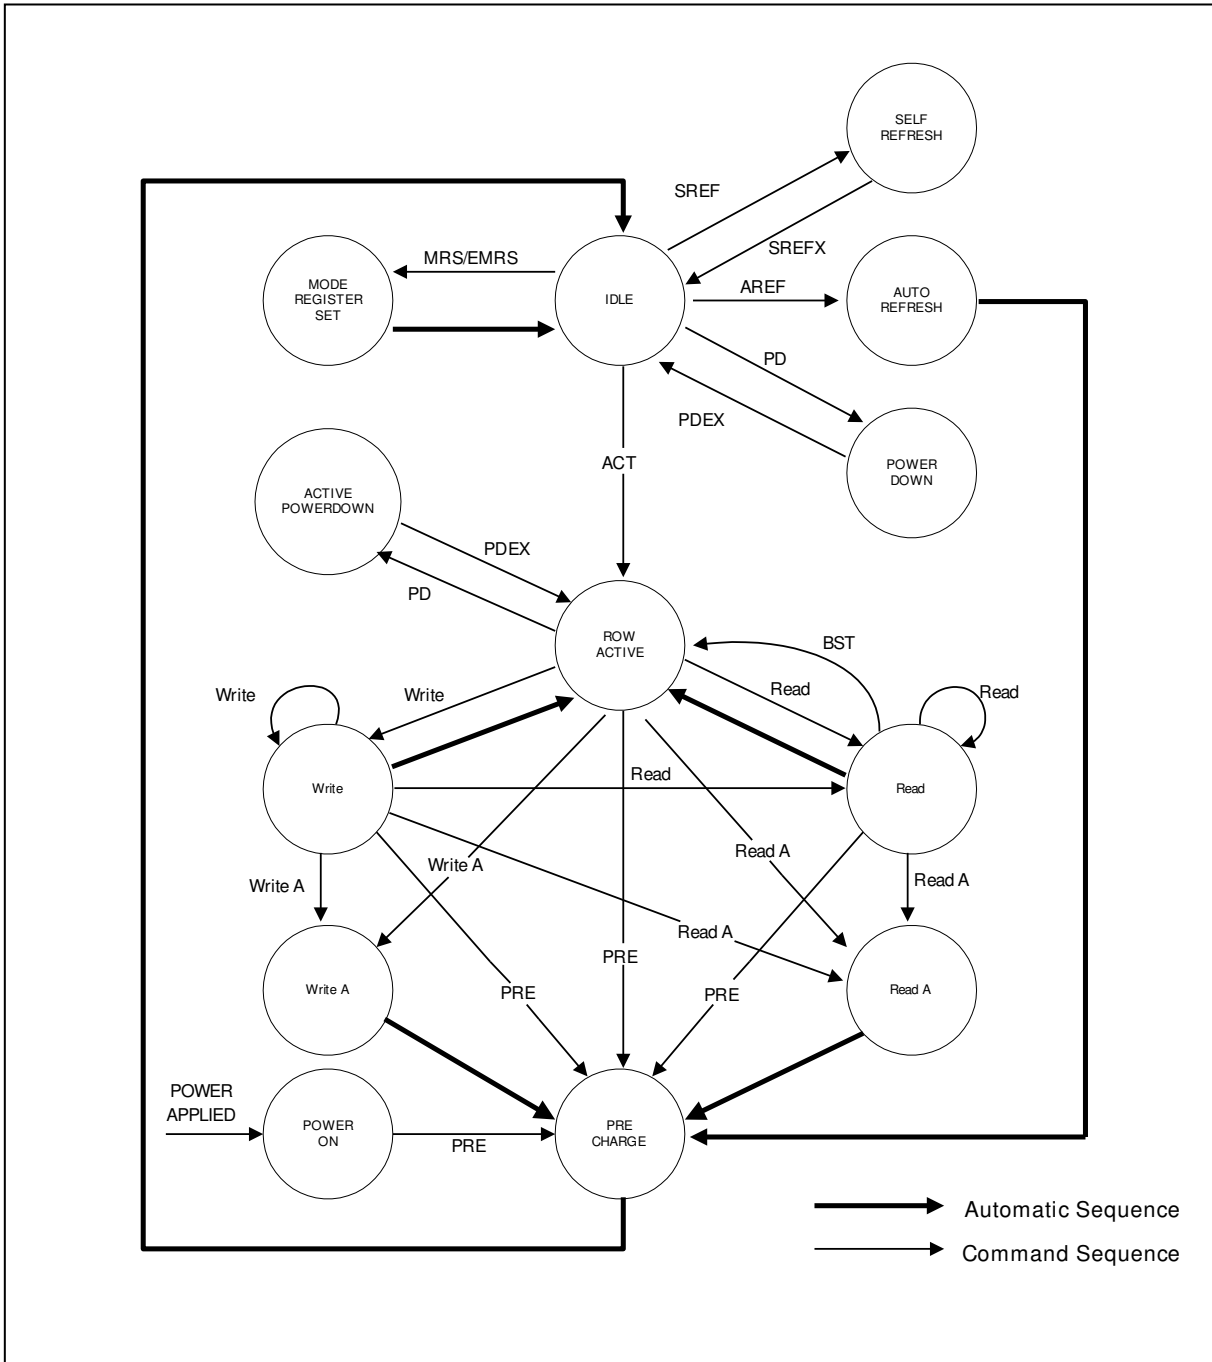 SELF
REFRESH
SREF
SREFX
MRS/EMRS
MODE
REGISTER
SET
IDLE
AREF
AUTO
REFRESH
PD
PDEX
POWER
DOWN
ACT
ACTIVE
POWERDOWN
PDEX
PD
ROW
ACTIVE
BST
Write
Write
Read
Read
Write
Read
Read
Write A
Write A
Read A
Read A
Read A
PRE
PRE
PRE
Write A
Read A
POWER
APPLIED
POWER
ON
PRE
PRE
CHARGE
Automatic Sequence
Command Sequence